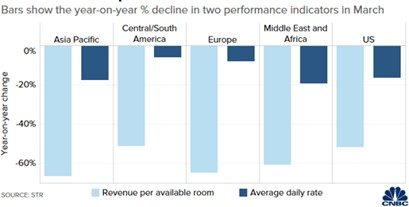 Bars show the year-on-year % decline in two performance indicators in March
Asia Pacific
Central/South
America
Europe
Middle East and
Africa
US
0%
-20%
-40%
-60%
Year-on-year change
Revenue per available room
Average daily rate
SOURCE: STR
CNBC